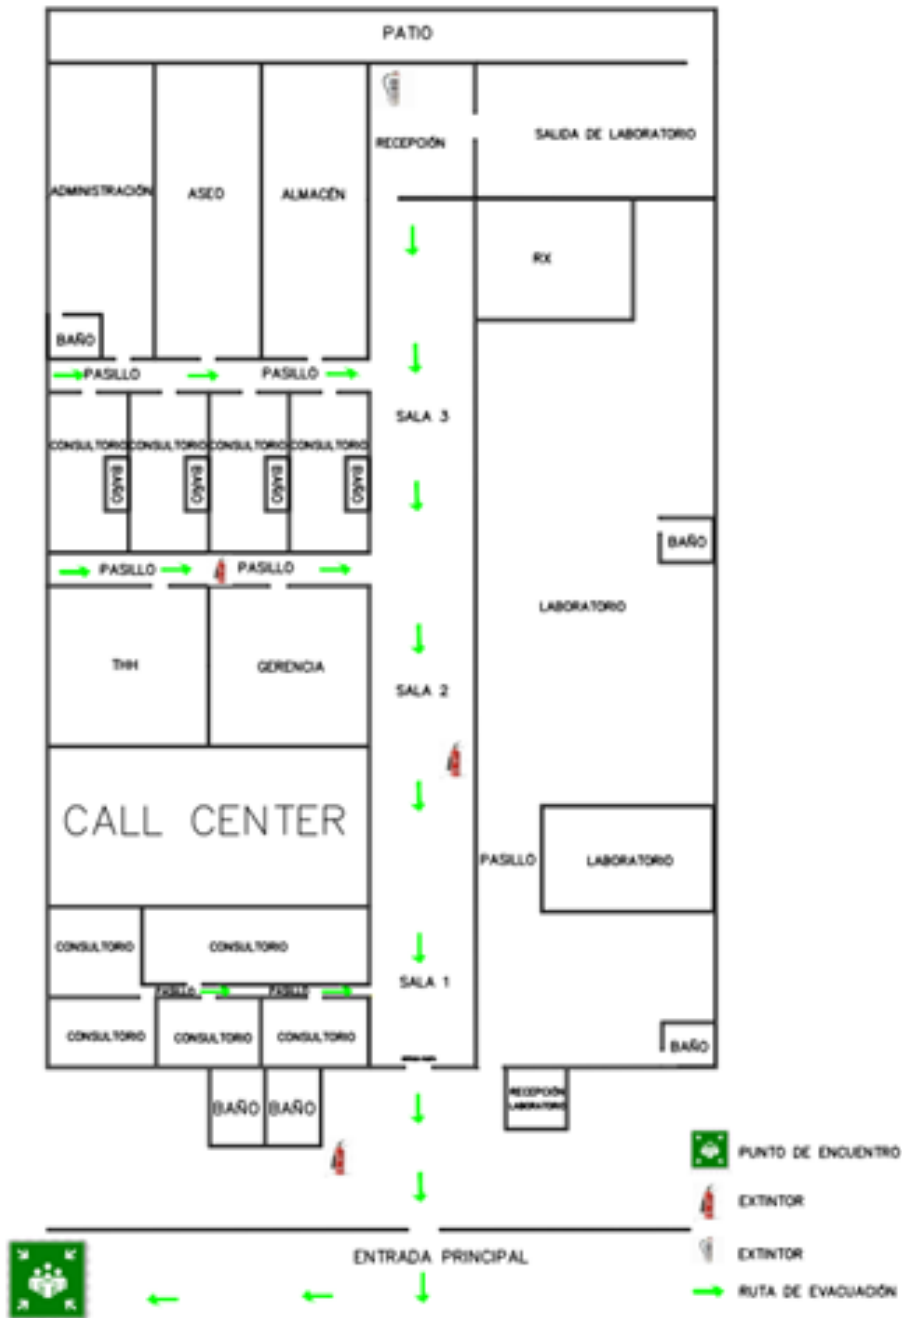 PATIO
RECEPCIÓN
SALIDA DE LABORATORIO
ADMINISTRACIÓN
ASEO
ALMACÉN
RX
BAÑO
PASILLO
PASILLO
SALA 3
CONSULTORIO
CONSULTORIO
CONSULTORIO
CONSULTORIO
BAÑO
BAÑO
BAÑO
BAÑO
BAÑO
PASILLO
PASILLO
LABORATORIO
THH
GERENCIA
SALA 2
CALL CENTER
PASILLO
LABORATORIO
CONSULTORIO
CONSULTORIO
SALA 1
PASILLO
PASILLO
CONSULTORIO
CONSULTORIO
CONSULTORIO
BAÑO
BAÑO
BAÑO
RECEPCIÓN
LABORATORIO
PUNTO DE ENCUENTRO
EXTINTOR
EXTINTOR
RUTA DE EVACUACIÓN
ENTRADA PRINCIPAL